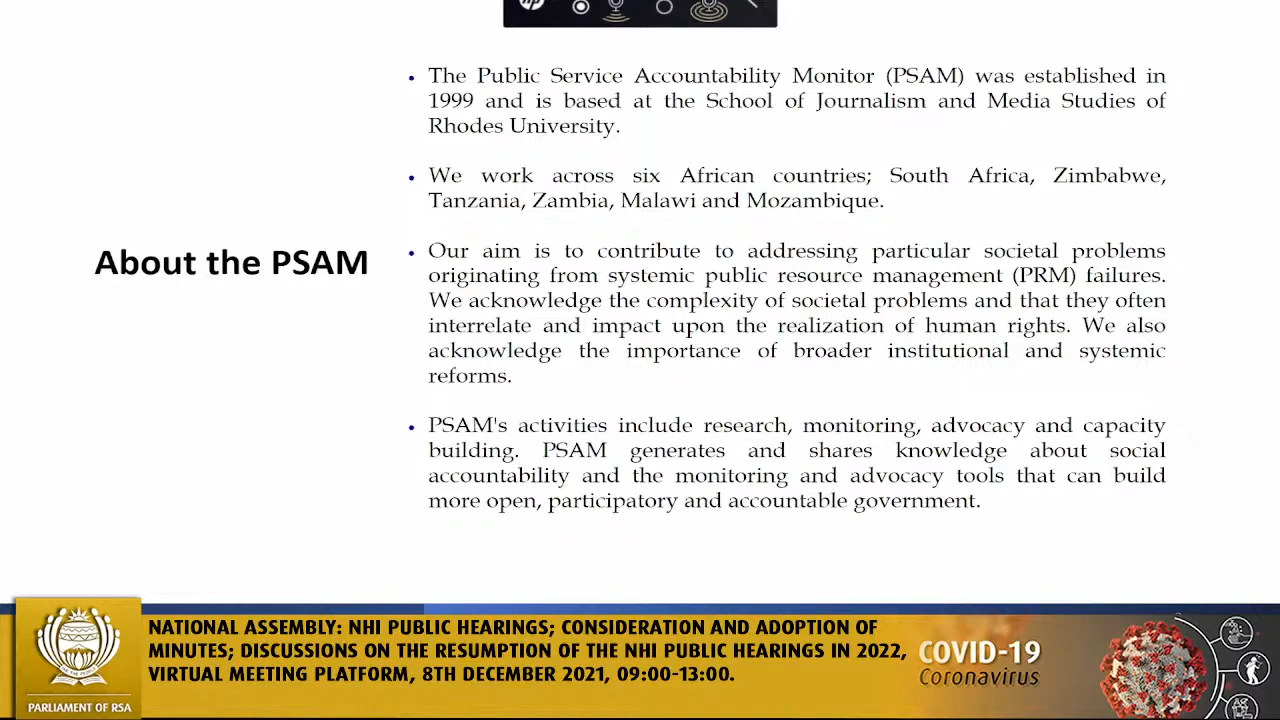 hp
The Public Service Accountability Monitor (PSAM) was established in
1999 and is based at the School of Journalism and Media Studies of
Rhodes University.
We work across six African countries; South Africa, Zimbabwe,
Tanzania, Zambia, Malawi and Mozambique.
About the PSAM
Our aim is to contribute to addressing particular societal problems
originating from systemic public resource management (PRM) failures.
We acknowledge the complexity of societal problems and that they often
interrelate and impact upon the realization of human rights. We also
acknowledge the importance of broader institutional and systemic
reforms.
PSAM's activities include research, monitoring, advocacy and capacity
building. PSAM generates and shares knowledge about social
accountability and the monitoring and advocacy tools that can build
more open, participatory and accountable government.
NATIONAL ASSEMBLY: NHI PUBLIC HEARINGS; CONSIDERATION AND ADOPTION OF
MINUTES; DISCUSSIONS ON THE RESUMPTION OF THE NHI PUBLIC HEARINGS IN 2022,
VIRTUAL MEETING PLATFORM, 8TH DECEMBER 2021, 09:00-13:00.
PARLIAMENT OF RSA
COVID-19
Coronavirus